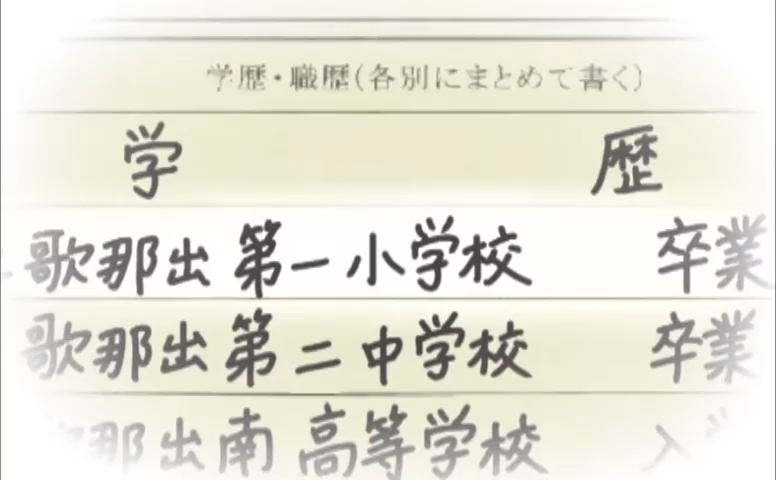 学歴・職歴(各別にまとめて書く)
学 歴
歌那出 第一小学校 卒業
歌那出 第二中学校 卒業
那出南 高等学校 入学